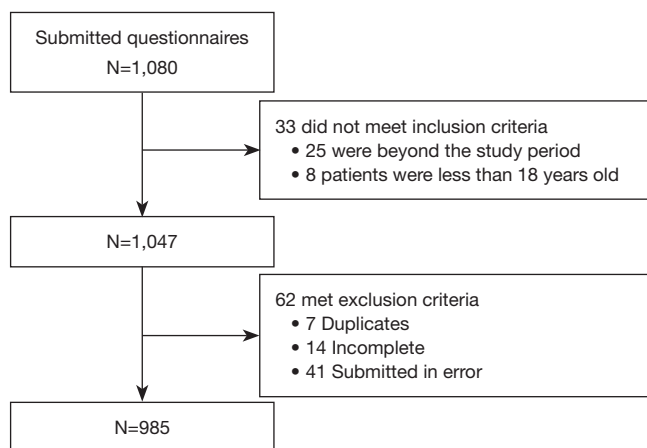 Submitted questionnaires
N=1,080
33 did not meet inclusion criteria
• 25 were beyond the study period
• 8 patients were less than 18 years old
N=1,047
62 met exclusion criteria
• 7 Duplicates
• 14 Incomplete
• 41 Submitted in error
N=985